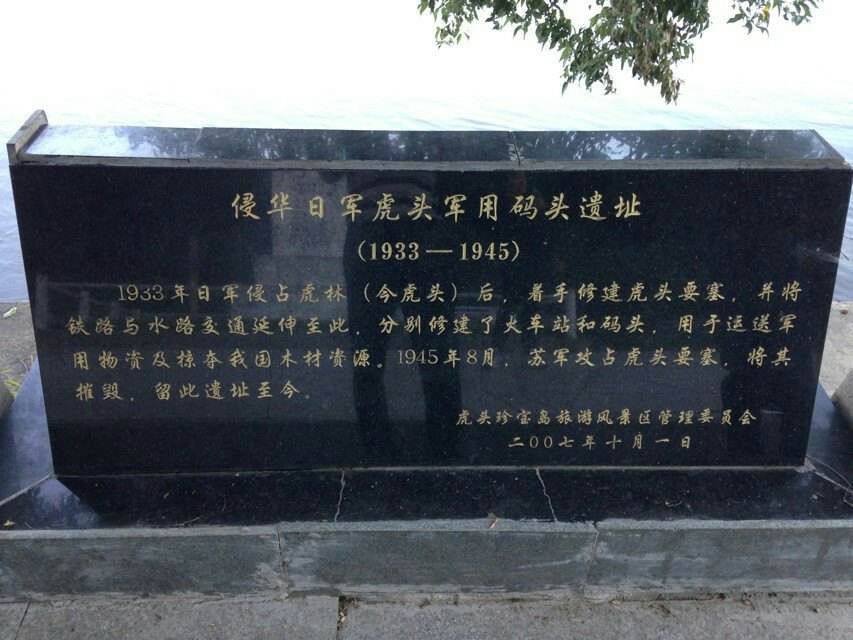 侵华日军虎头军用码头遗址
(1933—1945)
1933年日军侵占虎林（今虎头）后，着手修建虎头要塞，并将
铁路与水路交通延伸至此，分别修建了火车站和码头，用于运送军
用物资及掠夺我国木材资源。1945年8月，苏军攻占虎头要塞，将其
摧毁，留此遗址至今。
虎头珍宝岛旅游风景区管理委员会
二00七年十月一日